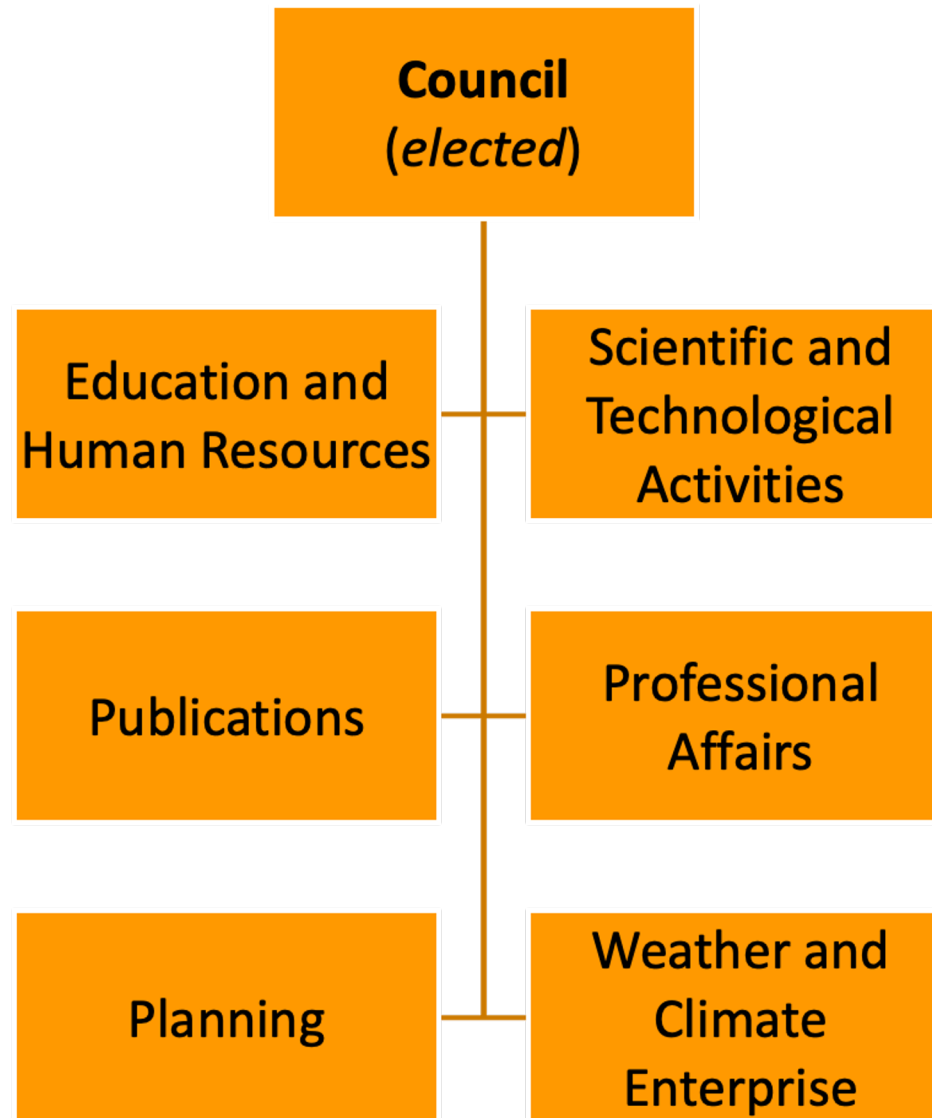 Council
(elected)
Education and
Human Resources
Scientific and
Technological
Activities
Publications
Professional
Affairs
Planning
Weather and
Climate
Enterprise